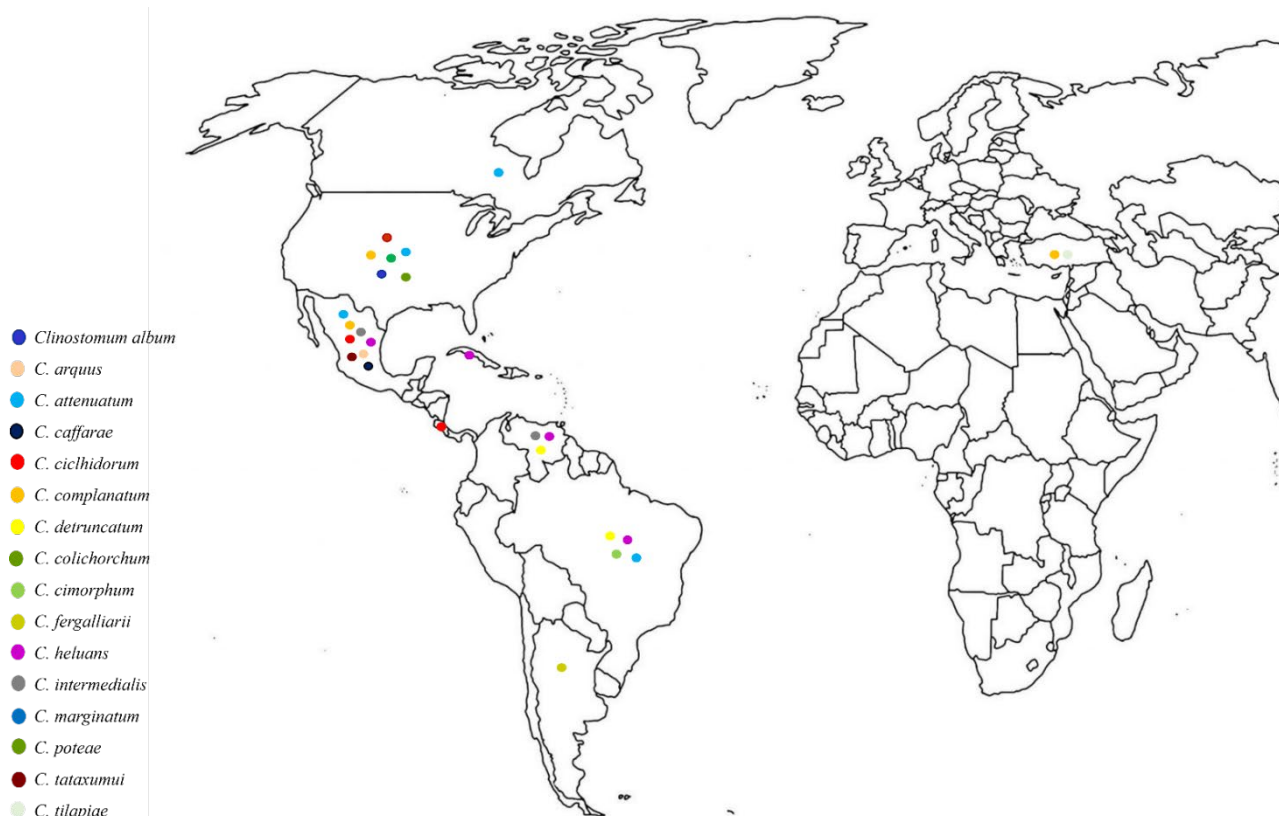 Clinostomum album
C. arquus
C. attenuatum
C. caffarae
C. ciclhidorum
C. complanatum
C. detruncatum
C. colichorchum
C. cimorphum
C. fergalliarii
C. heluans
C. intermedialis
C. marginatum
C. poteae
C. tataxumui
C. tilapiae